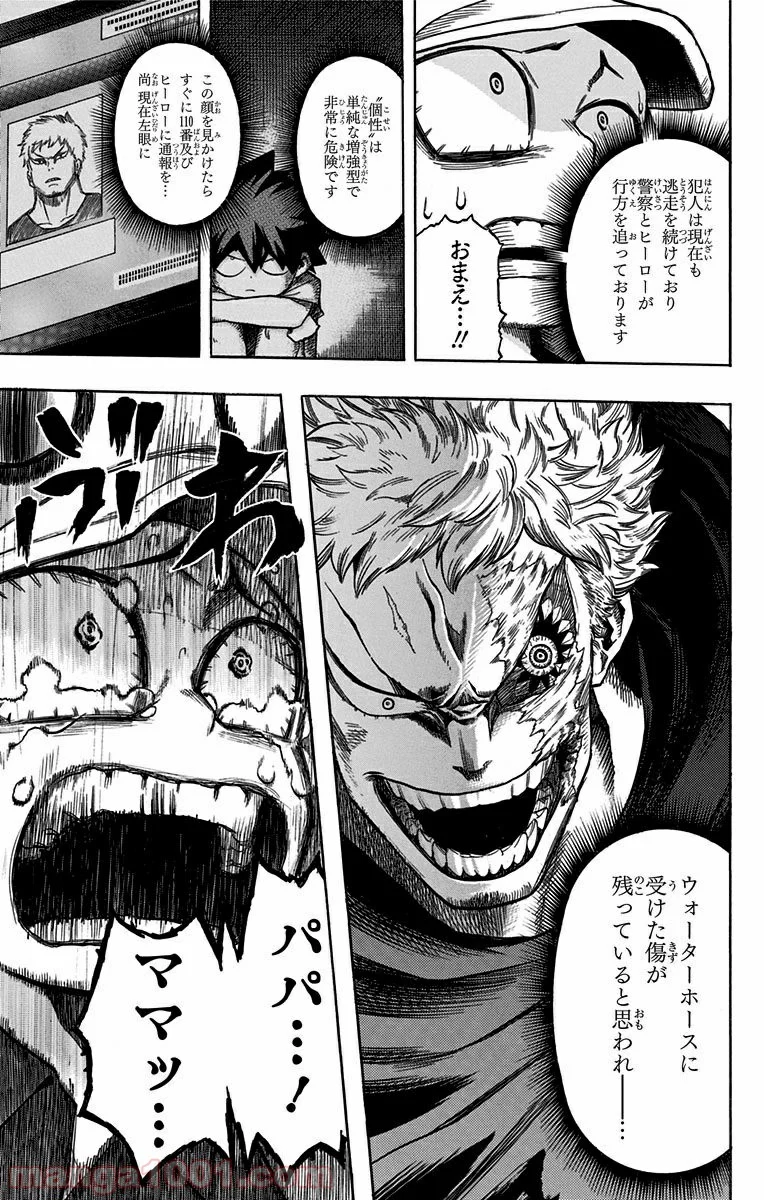 犯人は現在も
逃走を続けており
警察とヒーローが
行方を追っております
おまえ…!!
“個性”は
単純な増強型で
非常に危険です
この顔を見かけたら
すぐに110番及び
ヒーローに通報を…
尚現在左眼に
ウォーターホースに
受けた傷が
残っていると思われ――…
わ
パパ…!
ママッ…
manga1001.com